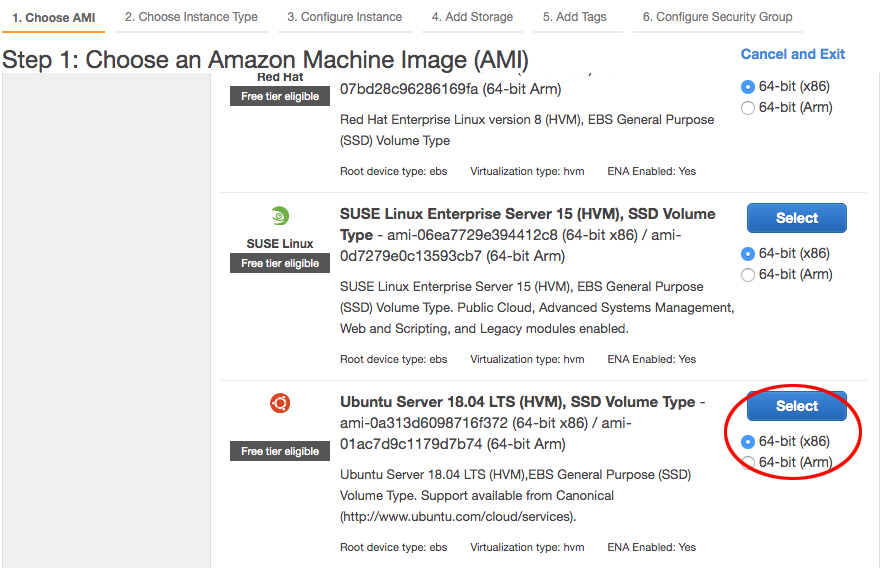 1. Choose AMI 2. Choose Instance Type 3. Configure Instance 4. Add Storage 5. Add Tags 6. Configure Security Group
Step 1: Choose an Amazon Machine Image (AMI)
Cancel and Exit
Red Hat
Free tier eligible
07bd28c96286169fa (64-bit Arm)
Red Hat Enterprise Linux version 8 (HVM), EBS General Purpose
(SSD) Volume Type
Root device type: ebs Virtualization type: hvm ENA Enabled: Yes
64-bit (x86)
64-bit (Arm)
SUSE Linux
Free tier eligible
SUSE Linux Enterprise Server 15 (HVM), SSD Volume
Type - ami-06ea7729e394412c8 (64-bit x86) / ami-
0d7279e0c13593cb7 (64-bit Arm)
SUSE Linux Enterprise Server 15 (HVM), EBS General Purpose
(SSD) Volume Type. Public Cloud, Advanced Systems Management,
Web and Scripting, and Legacy modules enabled.
Root device type: ebs Virtualization type: hvm ENA Enabled: Yes
Select
64-bit (x86)
64-bit (Arm)
Free tier eligible
Ubuntu Server 18.04 LTS (HVM), SSD Volume Type -
ami-0a313d6098716f372 (64-bit x86) / ami-
01ac7d9c1179d7b74 (64-bit Arm)
Ubuntu Server 18.04 LTS (HVM),EBS General Purpose (SSD)
Volume Type. Support available from Canonical
(http://www.ubuntu.com/cloud/services).
Root device type: ebs Virtualization type: hvm ENA Enabled: Yes
Select
64-bit (x86)
64-bit (Arm)